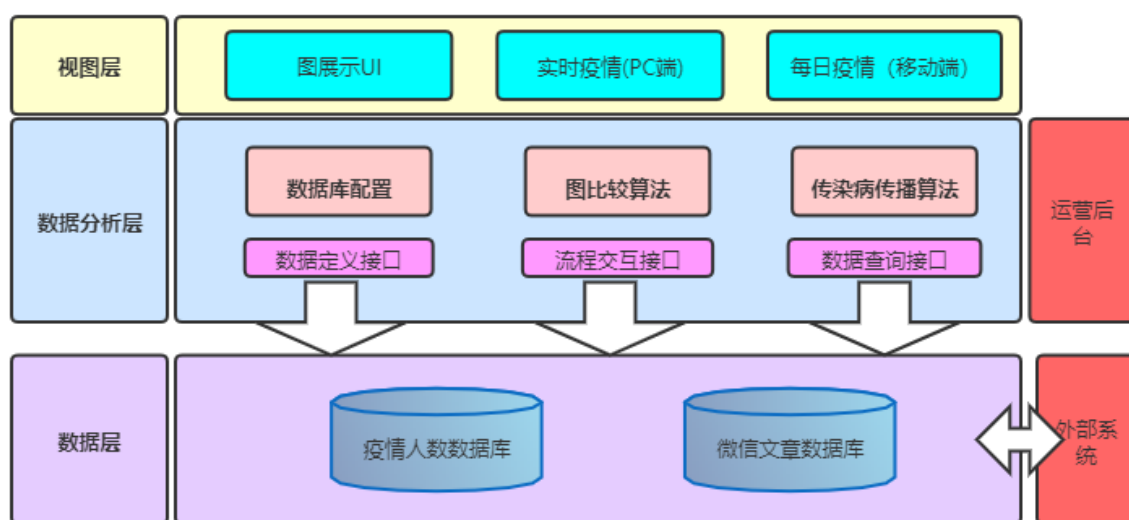 视图层
图展示UI
实时疫情(PC端)
每日疫情（移动端）
数据分析层
数据库配置
图比较算法
传染病传播算法
数据定义接口
流程交互接口
数据查询接口
运营后
台
数据层
疫情人数数据库
微信文章数据库
外部系
统